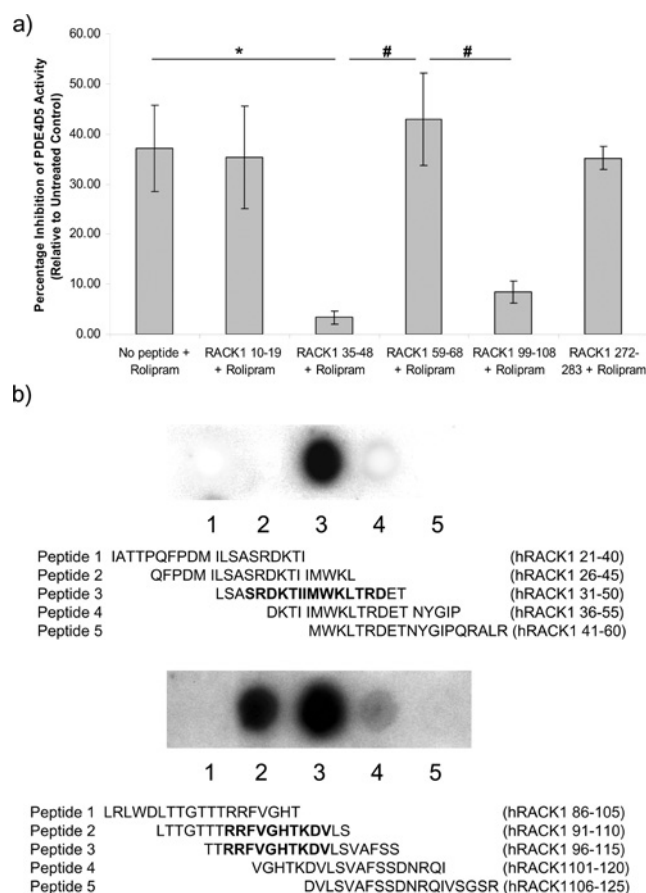 a)
Percentage Inhibition of PDE4D5 Activity
(Relative to Untreated Control)
60.00
50.00
40.00
30.00
20.00
10.00
0.00
* # #
No peptide + Rolipram
RACK1 10-19 + Rolipram
RACK1 35-48 + Rolipram
RACK1 59-68 + Rolipram
RACK1 99-108 + Rolipram
RACK1 272-283 + Rolipram
b)
1 2 3 4 5
Peptide 1 IATTPQFPDM ILSASRDKTI (hRACK1 21-40)
Peptide 2 QFPDM ILSASRDKTI IMWKL (hRACK1 26-45)
Peptide 3 LSASRDKTIIMWKLTRDET (hRACK1 31-50)
Peptide 4 DKTI IMWKLTRDET NYGIP (hRACK1 36-55)
Peptide 5 MWKLTRDETNYGIPQRALR (hRACK1 41-60)
1 2 3 4 5
Peptide 1 LRLWDLTTGTTTRRFVGHT (hRACK1 86-105)
Peptide 2 LTTGTTTRRFVGHTKDVLS (hRACK1 91-110)
Peptide 3 TTRRFVGHTKDVLSVAFSS (hRACK1 96-115)
Peptide 4 VGHTKDVLSVAFSSDNRQI (hRACK1101-120)
Peptide 5 DVLSVAFSSDNRQIVSGSR (hRACK1106-125)